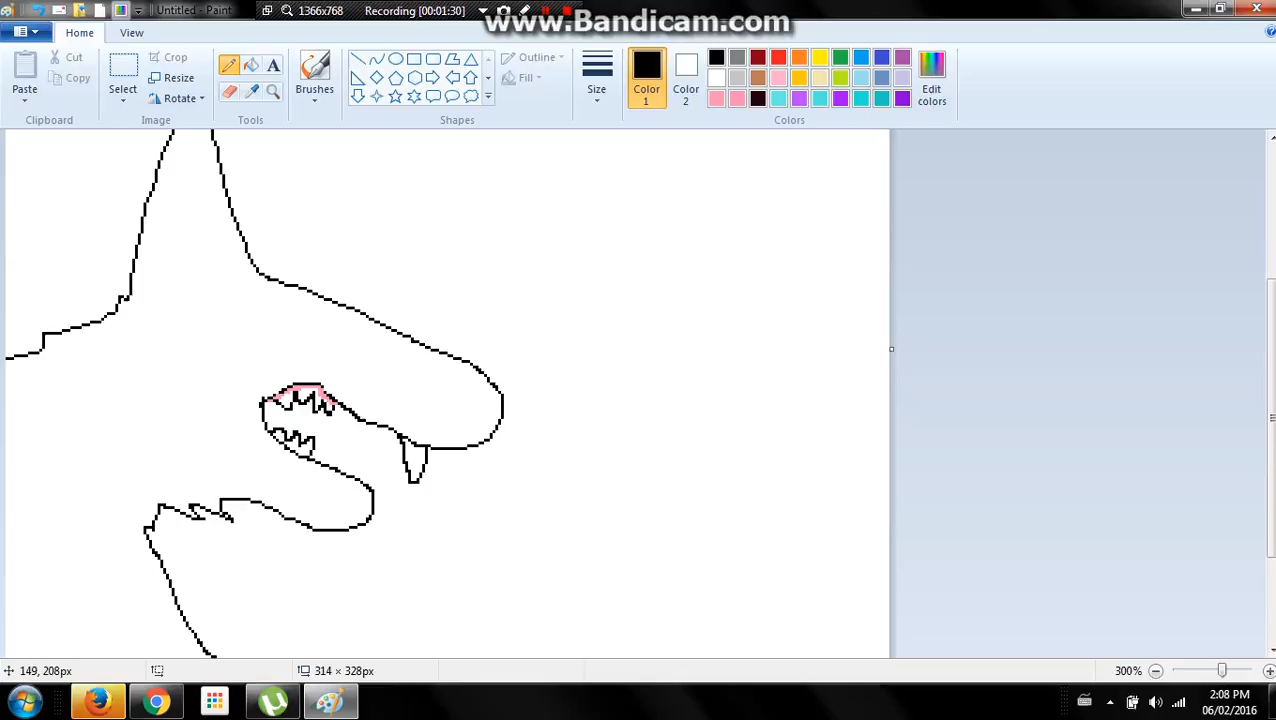 Untitled - Paint
1366x768
Recording [00:01:30]
www.Bandicam.com
Home
View
Paste
Cut
Copy
Select
Crop
Resize
Rotate
Brushes
Outline
Fill
Size
Color
1
Color
2
Edit
colors
Clipboard
Image
Tools
Shapes
Colors
149, 208px
314 × 328px
300%
2:08 PM
06/02/2016